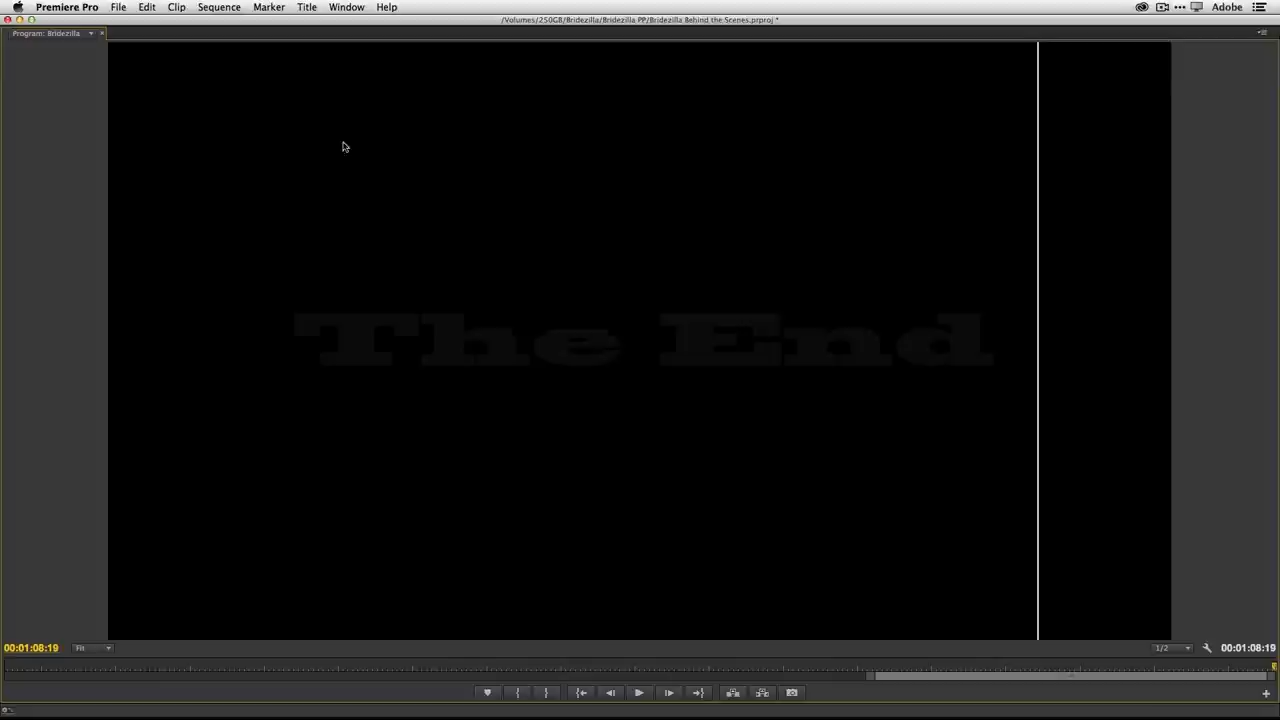 Premiere Pro File Edit Clip Sequence Marker Title Window Help Adobe
/Volumes/250GB/Bridezilla/Bridezilla PP/Bridezilla Behind the Scenes.prproj *
Program: Bridezilla
The End
00:01:08:19 Fit 1/2 00:01:08:19